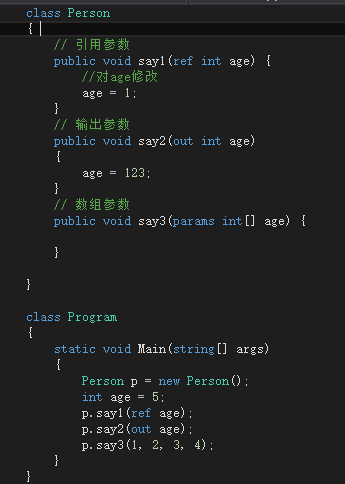 class Person
{
// 引用参数
public void say1(ref int age) {
//对age修改
age = 1;
}
// 输出参数
public void say2(out int age)
{
age = 123;
}
// 数组参数
public void say3(params int[] age) {
}
}
class Program
{
static void Main(string[] args)
{
Person p = new Person();
int age = 5;
p.say1(ref age);
p.say2(out age);
p.say3(1, 2, 3, 4);
}
}